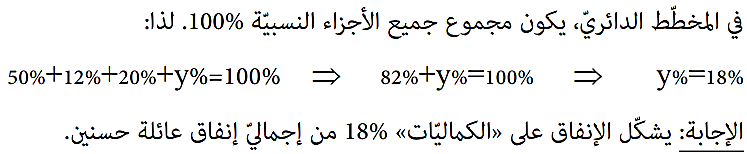 في المخطّط الدائريّ، يكون مجموع جميع الأجزاء النسبيّة 100%. لذا:
50%+12%+20%+y%=100% ⇒ 82%+y%=100% ⇒ y%=18%
الإجابة: يشكّل الإنفاق على «الكماليّات» 18% من إجماليّ إنفاق عائلة حسنين.